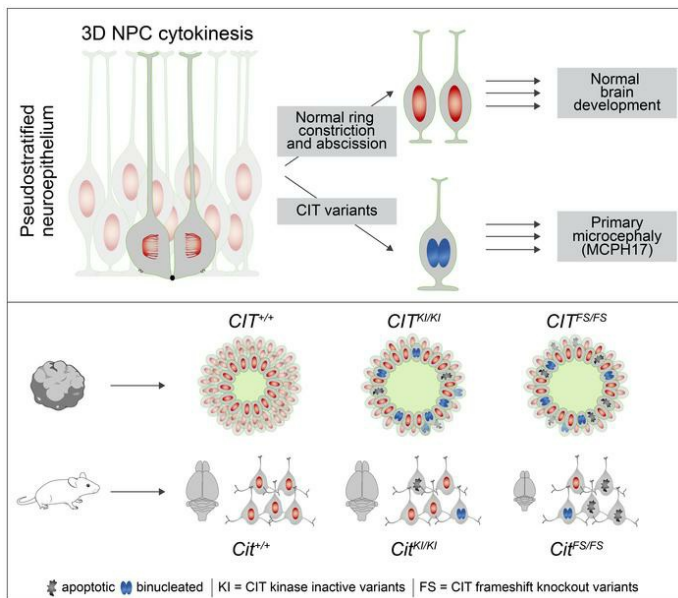 3D NPC cytokinesis
Pseudostratified
neuroepithelium
Normal ring
constriction
and abscission
Normal
brain
development
CIT variants
Primary
microcephaly
(MCPH17)
CIT+/+
CITKI/KI
CITFS/FS
Cit+/+
CitKI/KI
CitFS/FS
apoptotic binucleated | KI = CIT kinase inactive variants | FS = CIT frameshift knockout variants